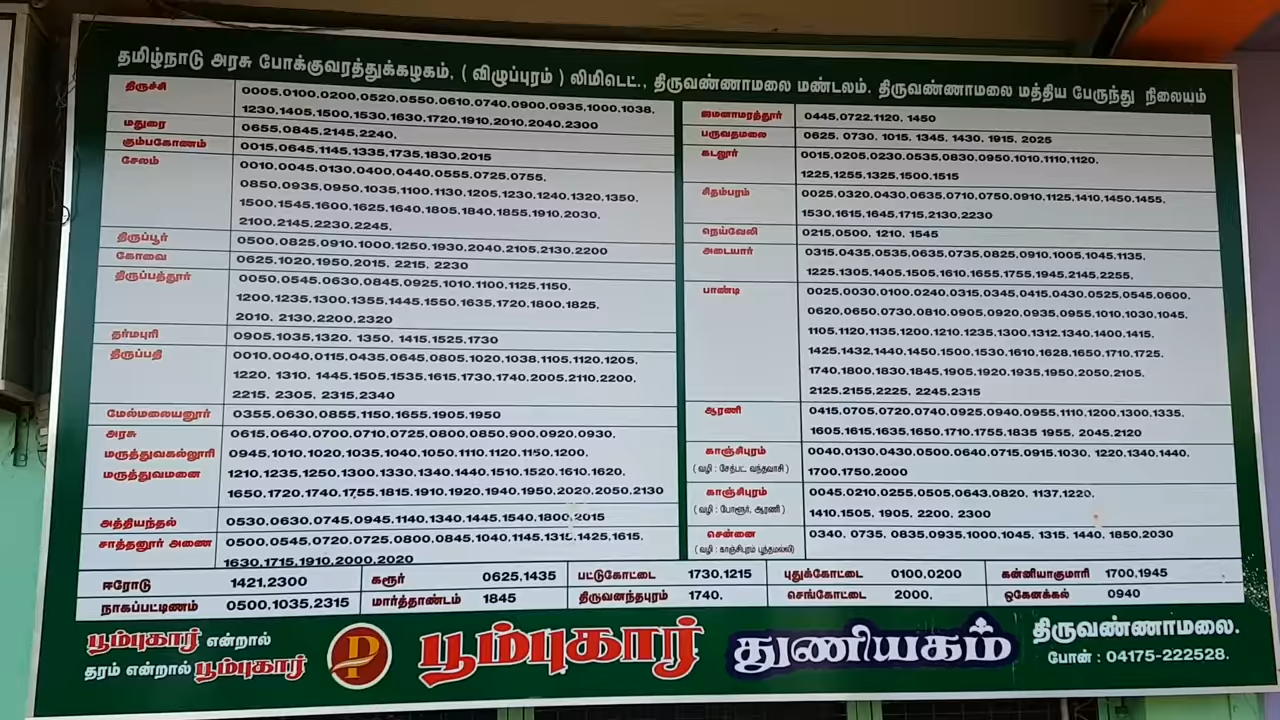 தமிழ்நாடு அரசு போக்குவரத்துக்கழகம், ( விழுப்புரம் ) லிமிடெட்., திருவண்ணாமலை மண்டலம். திருவண்ணாமலை மத்திய பேருந்து நிலையம்
திருச்சி 0005.0100.0200.0520.0550.0610.0740.0900.0935.1000.1038.
1230.1405.1500.1530.1630.1720.1910.2010.2040.2300
மதுரை 0655.0845.2145.2240.
கும்பகோணம் 0015.0645.1145.1335.1735.1830.2015
சேலம் 0010.0045.0130.0400.0440.0555.0725.0755.
0850.0935.0950.1035.1100.1130.1205.1230.1240.1320.1350.
1500.1545.1600.1625.1640.1805.1840.1855.1910.2030.
2100.2145.2230.2245.
திருப்பூர் 0500.0825.0910.1000.1250.1930.2040.2105.2130.2200
கோவை 0625.1020.1950.2015. 2215. 2230
திருப்பத்தூர் 0050.0545.0630.0845.0925.1010.1100.1125.1150.
1200.1235.1300.1355.1445.1550.1635.1720.1800.1825.
2010. 2130.2200.2320
தர்மபுரி 0905.1035.1320. 1350. 1415.1525.1730
திருப்பதி 0010.0040.0115.0435.0645.0805.1020.1038.1105.1120.1205.
1220. 1310. 1445.1505.1535.1615.1730.1740.2005.2110.2200.
2215. 2305. 2315.2340
மேல்மலையனூர் 0355.0630.0855.1150.1655.1905.1950
அரசு 0615.0640.0700.0710.0725.0800.0850.900.0920.0930.
மருத்துவகல்லூரி 0945.1010.1020.1035.1040.1050.1110.1120.1150.1200.
மருத்துவமனை 1210.1235.1250.1300.1330.1340.1440.1510.1520.1610.1620.
1650.1720.1740.1755.1815.1910.1920.1940.1950.2020.2050.2130
அத்தியந்தல் 0530.0630.0745.0945.1140.1340.1445.1540.1800.2015
சாத்தனூர் அணை 0500.0545.0720.0725.0800.0845.1040.1145.1315.1425.1615.
1630.1715.1910.2000.2020
ஜமனாமரத்தூர் 0445.0722.1120. 1450
பருவதமலை 0625. 0730. 1015. 1345. 1430. 1915. 2025
கடலூர் 0015.0205.0230.0535.0830.0950.1010.1110.1120.
1225.1255.1325.1500.1515
சிதம்பரம் 0025.0320.0430.0635.0710.0750.0910.1125.1410.1450.1455.
1530.1615.1645.1715.2130.2230
நெய்வேலி 0215.0500. 1210. 1545
அடையார் 0315.0435.0535.0635.0735.0825.0910.1005.1045.1135.
1225.1305.1405.1505.1610.1655.1755.1945.2145.2255.
பாண்டி 0025.0030.0100.0240.0315.0345.0415.0430.0525.0545.0600.
0620.0650.0730.0810.0905.0920.0935.0955.1010.1030.1045.
1105.1120.1135.1200.1210.1235.1300.1312.1340.1400.1415.
1425.1432.1440.1450.1500.1530.1610.1628.1650.1710.1725.
1740.1800.1830.1845.1905.1920.1935.1950.2050.2105.
2125.2155.2225. 2245.2315
ஆரணி 0415.0705.0720.0740.0925.0940.0955.1110.1200.1300.1335.
1605.1615.1635.1650.1710.1755.1835 1955. 2045.2120
காஞ்சிபுரம் 0040.0130.0430.0500.0640.0715.0915.1030. 1220.1340.1440.
( வழி : சேத்பட். வந்தவாசி ) 1700.1750.2000
காஞ்சிபுரம் 0045.0210.0255.0505.0643.0820. 1137.1220.
( வழி : போளூர், ஆரணி ) 1410.1505. 1905. 2200. 2300
சென்னை 0340. 0735. 0835.0935.1000.1045. 1315. 1440. 1850.2030
( வழி : காஞ்சிபுரம் பூந்தமல்லி )
ஈரோடு 1421,2300 கரூர் 0625,1435 பட்டுகோட்டை 1730,1215 புதுக்கோட்டை 0100,0200 கன்னியாகுமாரி 1700,1945
நாகப்பட்டிணம் 0500,1035,2315 மார்த்தாண்டம் 1845 திருவனந்தபுரம் 1740. செங்கோட்டை 2000. ஒகேனக்கல் 0940
பூம்புகார் என்றால்
தரம் என்றால் பூம்புகார்
P
பூம்புகார் துணியகம்
திருவண்ணாமலை.
போன் : 04175-222528.